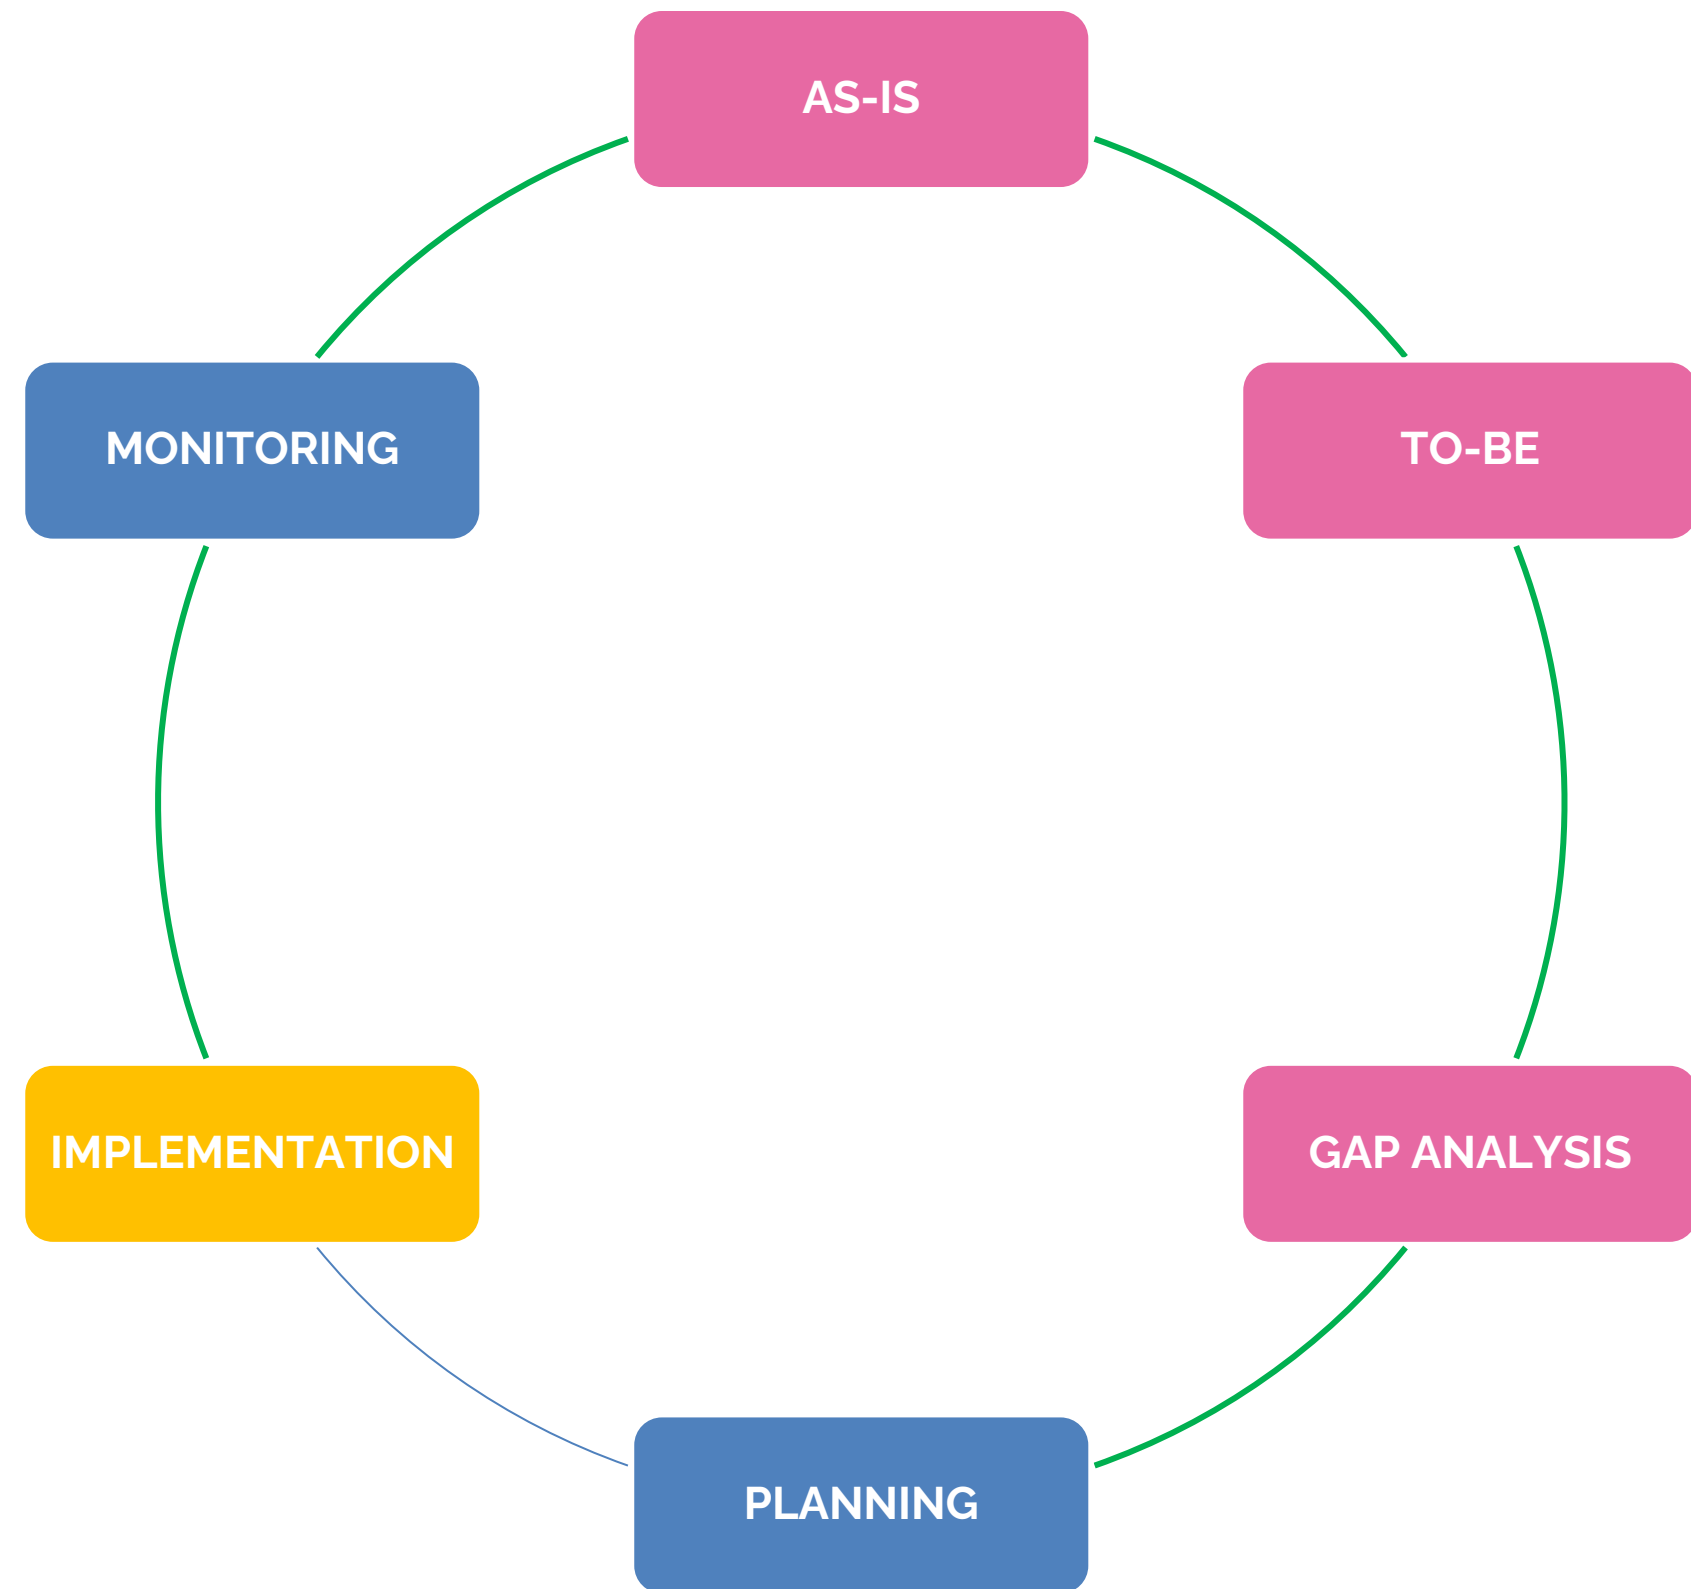 AS-IS
TO-BE
GAP ANALYSIS
PLANNING
IMPLEMENTATION
MONITORING